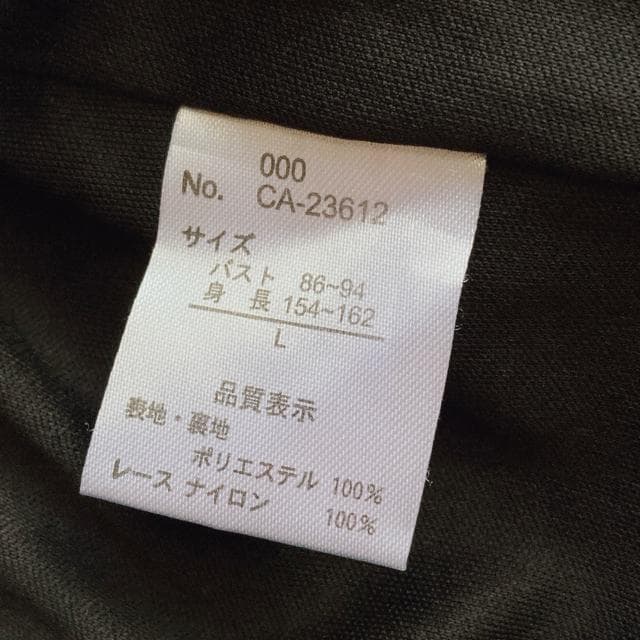 000
No. CA-23612
サイズ
バスト 86~94
身 長 154~162
L
品質表示
表地・裏地
ポリエステル 100%
レース ナイロン 100%